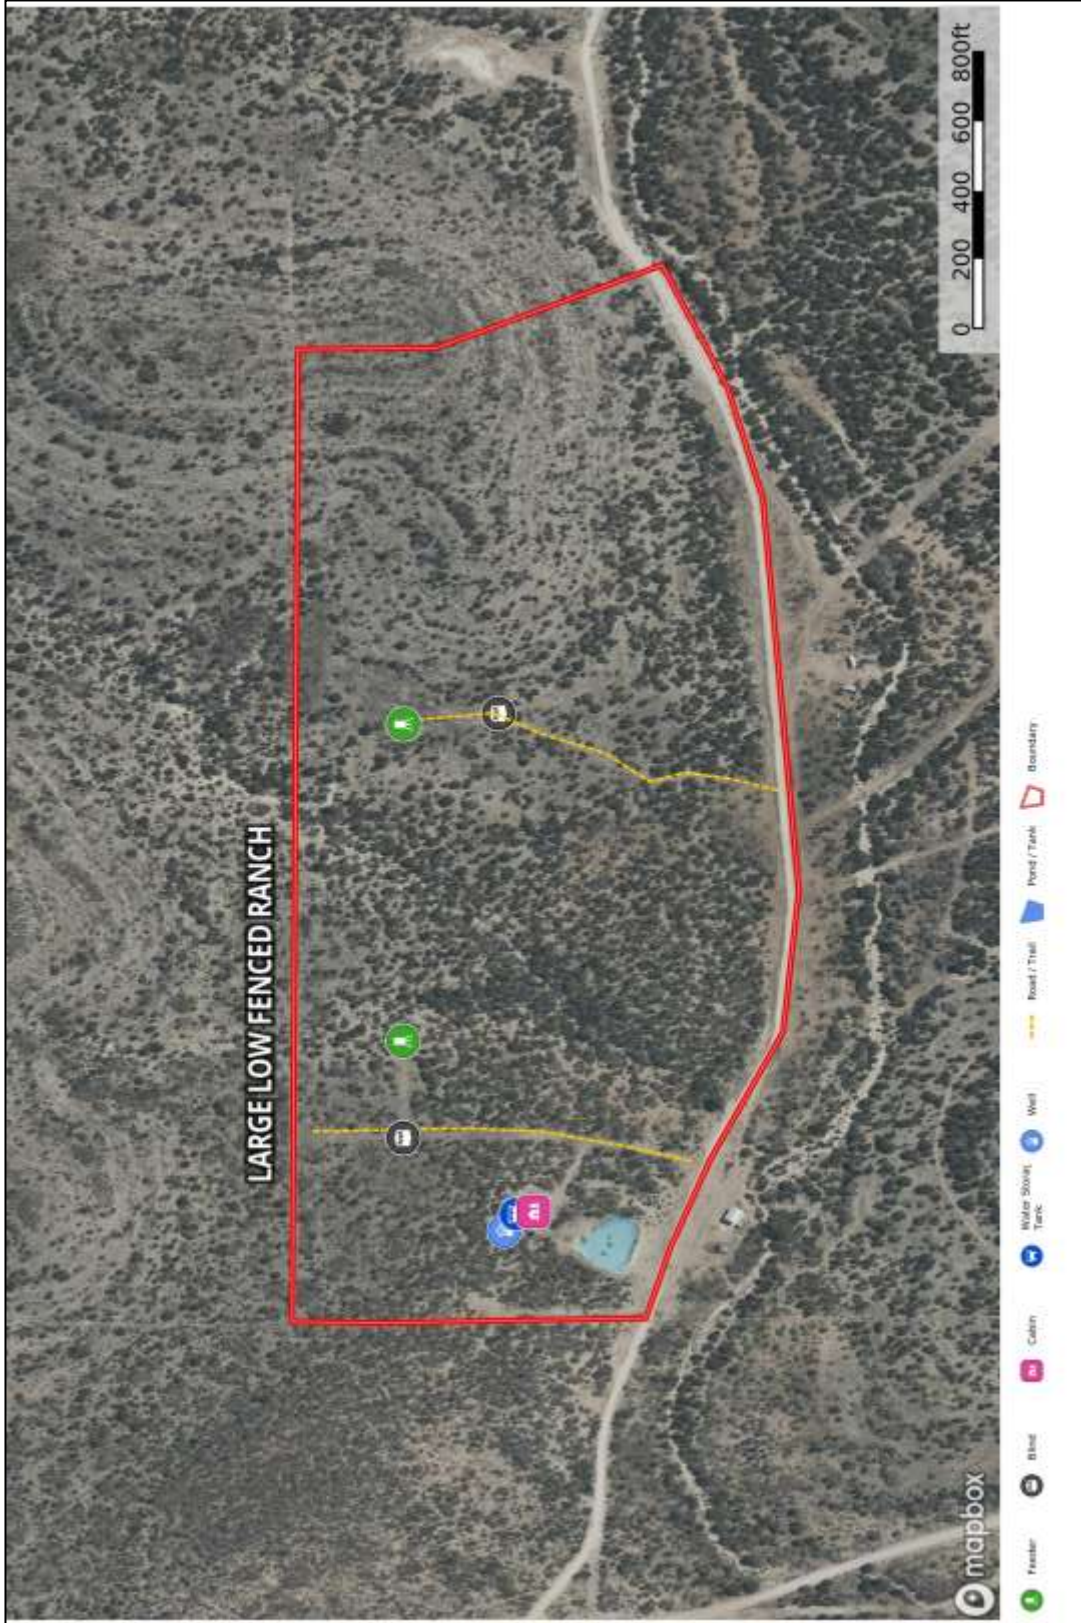 LARGE LOW FENCED RANCH
0 200 400 600 800ft
mapbox
Feeder
Blind
Cabin
Water Storag
Tank
Well
Road / Trail
Pond / Tank
Boundary